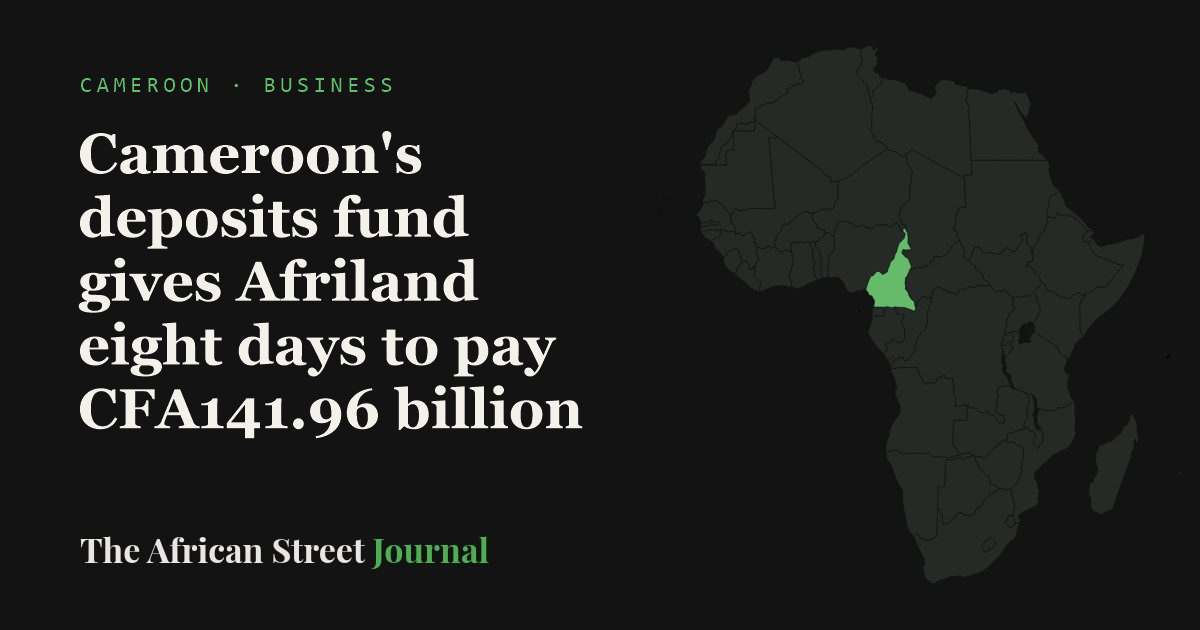 CAMEROON · BUSINESS
Cameroon's
deposits fund
gives Afriland
eight days to pay
CFA141.96 billion
The African Street Journal